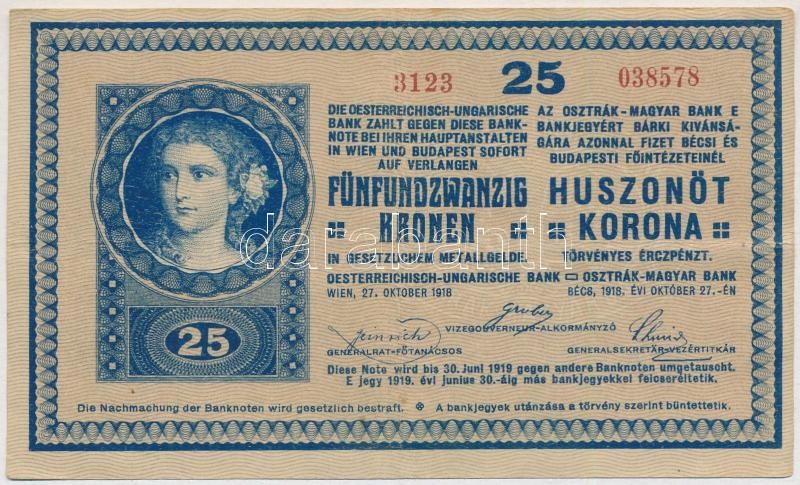 3123 25 038578
DIE OESTERREICHISCH-UNGARISCHE
BANK ZAHLT GEGEN DIESE BANK-
NOTE BEI IHREN HAUPTANSTALTEN
IN WIEN UND BUDAPEST SOFORT
AUF VERLANGEN
FÜNFUNDZWANZIG
KRONEN
IN GESETZLICHEM METALLGELDE.
OESTERREICHISCH-UNGARISCHE BANK
WIEN, 27. OKTOBER 1918
AZ OSZTRÁK-MAGYAR BANK E
BANKJEGYÉRT BÁRKI KIVÁNSÁ-
GÁRA AZONNAL FIZET BÉCSI ÉS
BUDAPESTI FŐINTÉZETEINÉL
HUSZONÖT
KORONA
TÖRVÉNYES ÉRCZPÉNZT.
OSZTRÁK-MAGYAR BANK
BÉCS, 1918. ÉVI OKTÓBER 27.-ÉN
darabanth
25
Gruber
VIZEGOUVERNEUR-ALKORMÁNYZÓ
GENERALRAT-FŐTANÁCSOS
GENERALSEKRETÄR-VEZÉRTITKÁR
Diese Note wird bis 30. Juni 1919 gegen andere Banknoten umgetauscht.
E jegy 1919. évi junius 30.-áig más bankjegyekkel felcseréltetik.
Die Nachmachung der Banknoten wird gesetzlich bestraft. A bankjegyek utánzása a törvény szerint büntettetik.